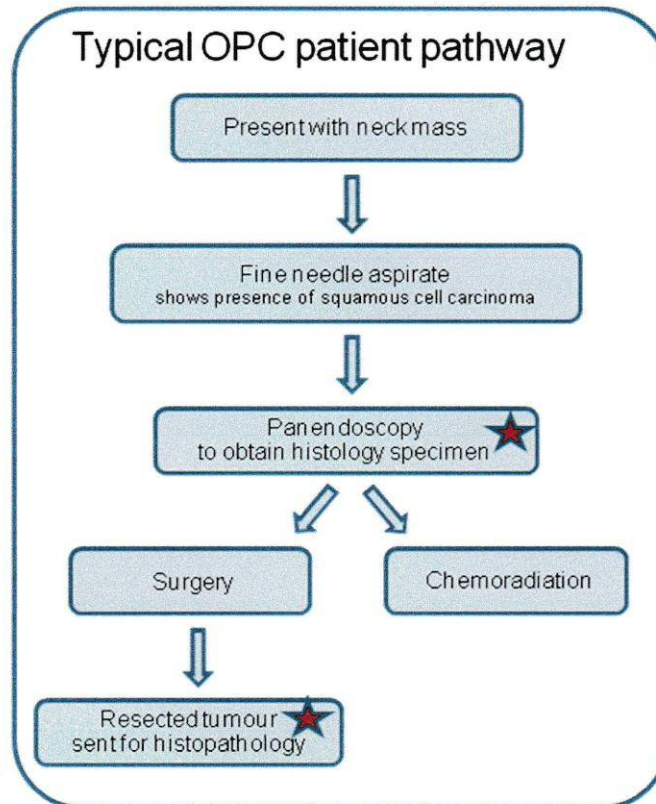 Typical OPC patient pathway
Present with neck mass
Fine needle aspirate
shows presence of squamous cell carcinoma
Panendoscopy
to obtain histology specimen
Surgery
Chemoradiation
Resected tumour
sent for histopathology